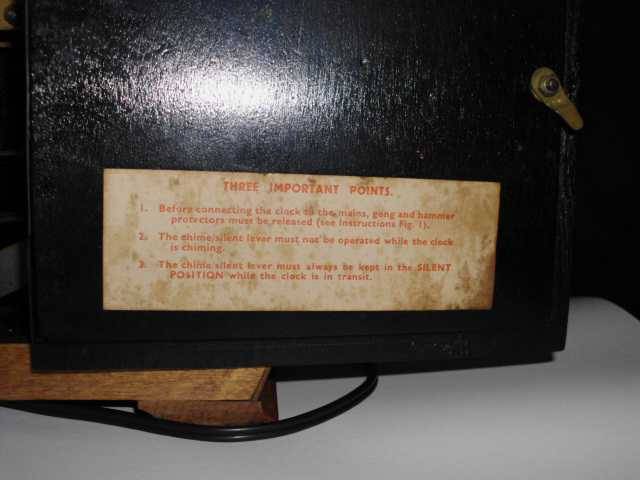 THREE IMPORTANT POINTS.
1. Before connecting the clock to the mains, gong and hammer
protectors must be released (see instructions Fig. 1).
2. The chime/silent lever must not be operated while the clock
is chiming.
3. The chime silent lever must always be kept in the SILENT
POSITION while the clock is in transit.